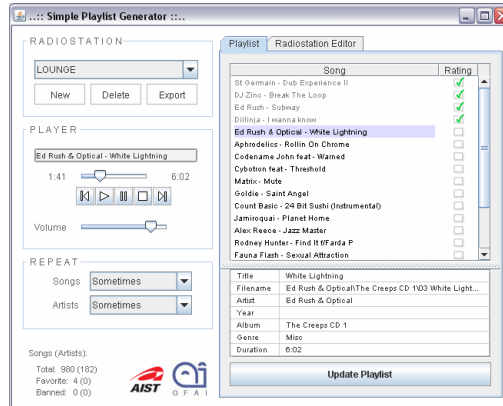 ..:: Simple Playlist Generator ::..
RADIOSTATION
LOUNGE
New Delete Export
PLAYER
Ed Rush & Optical - White Lightning
1:41 6:02
Volume
REPEAT
Songs Sometimes
Artists Sometimes
Songs (Artists):
Total: 980 (182)
Favorite: 4 (0)
Banned: 0 (0)
AIST
OFAI
Playlist Radiostation Editor
Song Rating
St Germain - Dub Experience II
DJ Zinc - Break The Loop
Ed Rush - Subway
Dillinja - I wanna know
Ed Rush & Optical - White Lightning
Aphrodelics - Rollin On Chrome
Codename John feat - Warned
Cybotron feat - Threshold
Matrix - Mute
Goldie - Saint Angel
Count Basic - 24 Bit Sushi (Instrumental)
Jamiroquai - Planet Home
Alex Reece - Jazz Master
Rodney Hunter - Find It f/Farda P
Fauna Flash - Sexual Attraction
Title White Lightning
Filename Ed Rush & Optical\The Creeps CD 1\03 White Light...
Artist Ed Rush & Optical
Year
Album The Creeps CD 1
Genre Misc
Duration 6:02
Update Playlist